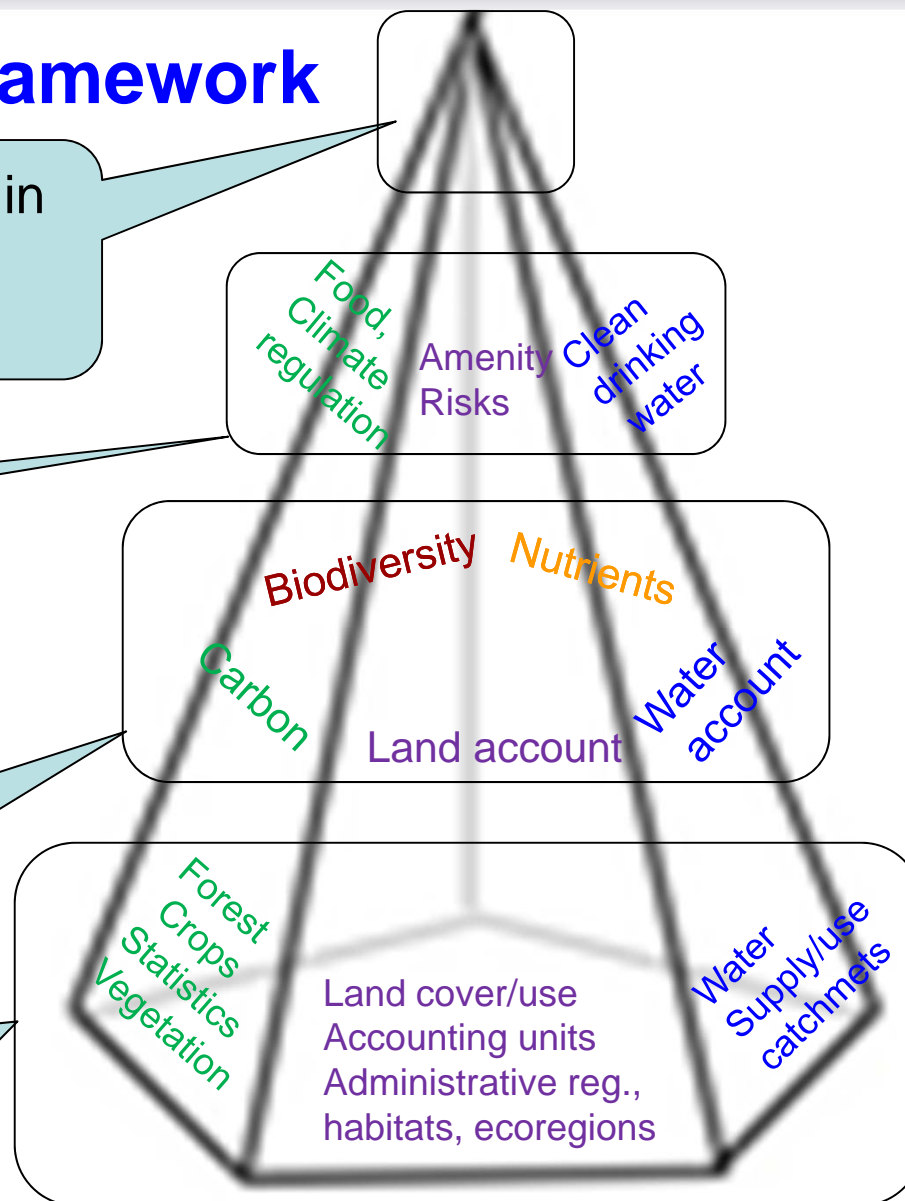 amework
in
Food,
Climate
regulation
Amenity
Risks
Clean
drinking
water
Biodiversity
Nutrients
Carbon
Land account
Water
account
Forest
Crops
Statistics
Vegetation
Land cover/use
Accounting units
Administrative reg.,
habitats, ecoregions
Water
Supply/use
catchmets